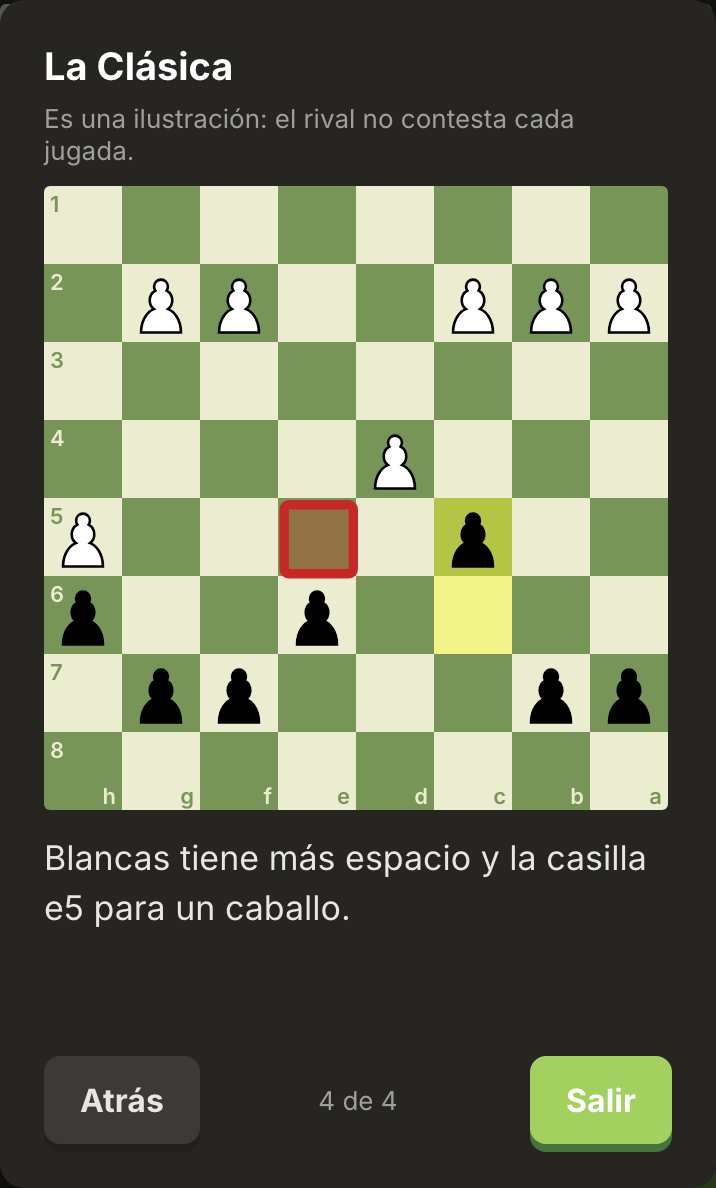 La Clásica
Es una ilustración: el rival no contesta cada
jugada.
1
2
3
4
5
6
7
8
h g f e d c b a
Blancas tiene más espacio y la casilla
e5 para un caballo.
Atrás
4 de 4
Salir